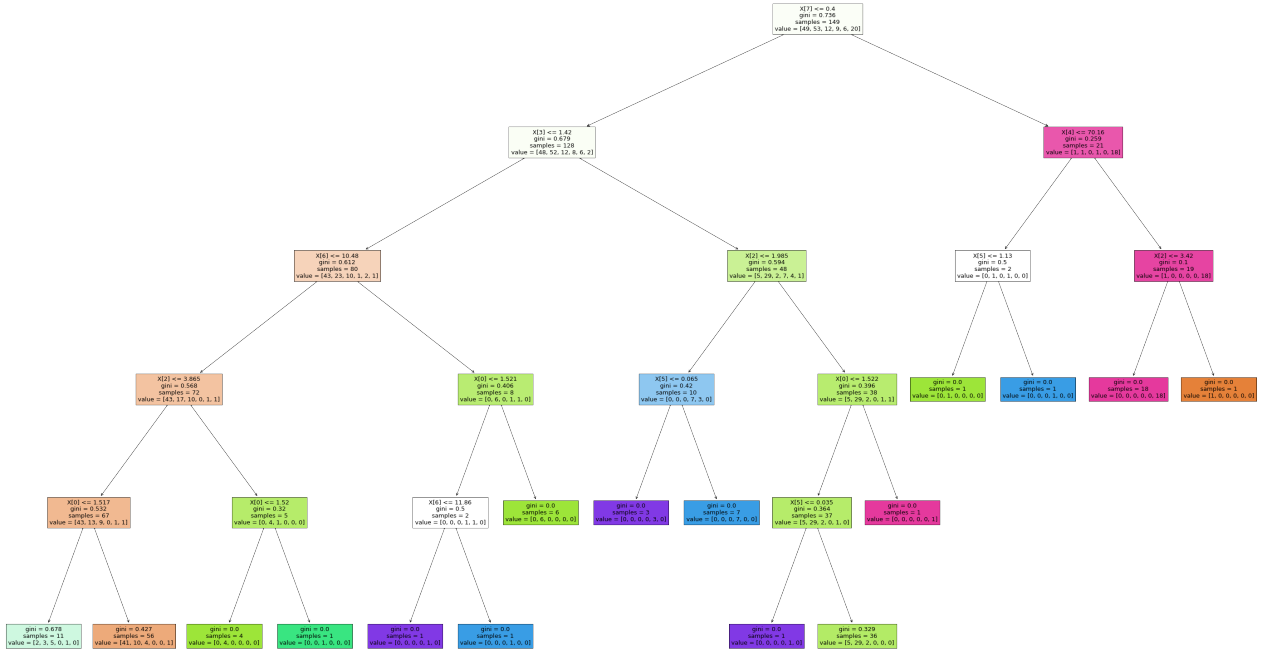 X[7] <= 0.4
gini = 0.736
samples = 149
value = [49, 53, 12, 9, 6, 20]
X[3] <= 1.42
gini = 0.679
samples = 128
value = [48, 52, 12, 8, 6, 2]
X[4] <= 70.16
gini = 0.259
samples = 21
value = [1, 1, 0, 1, 0, 18]
X[6] <= 10.48
gini = 0.612
samples = 80
value = [43, 23, 10, 1, 2, 1]
X[2] <= 1.985
gini = 0.594
samples = 48
value = [5, 29, 2, 7, 4, 1]
X[5] <= 1.13
gini = 0.5
samples = 2
value = [0, 1, 0, 1, 0, 0]
X[2] <= 3.42
gini = 0.1
samples = 19
value = [1, 0, 0, 0, 0, 18]
X[2] <= 3.865
gini = 0.568
samples = 72
value = [43, 17, 10, 0, 1, 1]
X[0] <= 1.521
gini = 0.406
samples = 8
value = [0, 6, 0, 1, 1, 0]
X[5] <= 0.065
gini = 0.42
samples = 10
value = [0, 0, 0, 7, 3, 0]
X[0] <= 1.522
gini = 0.396
samples = 38
value = [5, 29, 2, 0, 1, 1]
gini = 0.0
samples = 1
value = [0, 1, 0, 0, 0, 0]
gini = 0.0
samples = 1
value = [0, 0, 0, 1, 0, 0]
gini = 0.0
samples = 18
value = [0, 0, 0, 0, 0, 18]
gini = 0.0
samples = 1
value = [1, 0, 0, 0, 0, 0]
X[0] <= 1.517
gini = 0.532
samples = 67
value = [43, 13, 9, 0, 1, 1]
X[0] <= 1.52
gini = 0.32
samples = 5
value = [0, 4, 1, 0, 0, 0]
X[6] <= 11.86
gini = 0.5
samples = 2
value = [0, 0, 0, 1, 1, 0]
gini = 0.0
samples = 6
value = [0, 6, 0, 0, 0, 0]
gini = 0.0
samples = 3
value = [0, 0, 0, 0, 3, 0]
gini = 0.0
samples = 7
value = [0, 0, 0, 7, 0, 0]
X[5] <= 0.035
gini = 0.364
samples = 37
value = [5, 29, 2, 0, 1, 0]
gini = 0.0
samples = 1
value = [0, 0, 0, 0, 0, 1]
gini = 0.678
samples = 11
value = [2, 3, 5, 0, 1, 0]
gini = 0.427
samples = 56
value = [41, 10, 4, 0, 0, 1]
gini = 0.0
samples = 4
value = [0, 4, 0, 0, 0, 0]
gini = 0.0
samples = 1
value = [0, 0, 1, 0, 0, 0]
gini = 0.0
samples = 1
value = [0, 0, 0, 0, 1, 0]
gini = 0.0
samples = 1
value = [0, 0, 0, 1, 0, 0]
gini = 0.0
samples = 1
value = [0, 0, 0, 0, 1, 0]
gini = 0.329
samples = 36
value = [5, 29, 2, 0, 0, 0]